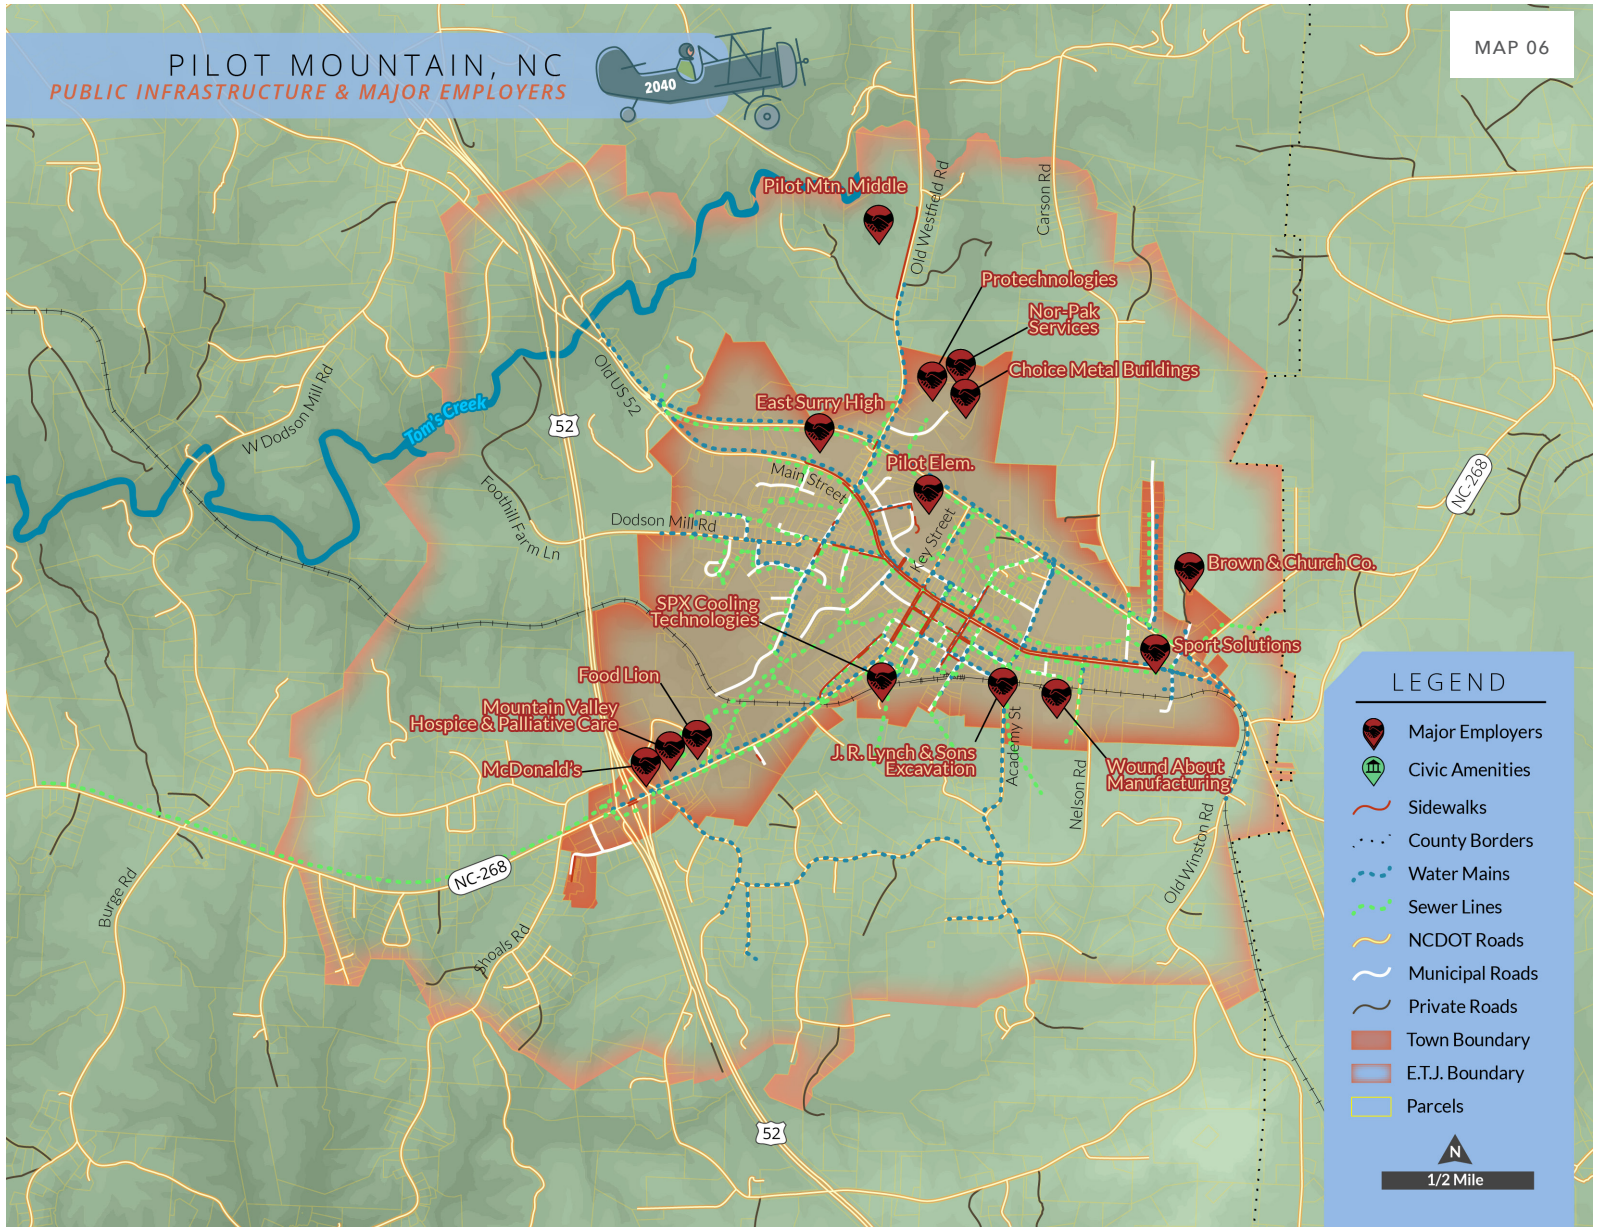 PILOT MOUNTAIN, NC
PUBLIC INFRASTRUCTURE & MAJOR EMPLOYERS
2040
MAP 06
Pilot Mtn. Middle
Old Westfield Rd
Carson Rd
Protechnologies
Nor-Pak
Services
Choice Metal Buildings
Old US 52
East Surry High
W Dodson Mill Rd
Tom's Creek
52
Pilot Elem.
Main Street
NC-268
Foothill Farm Ln
Dodson Mill Rd
Key Street
Brown & Church Co.
SPX Cooling
Technologies
Sport Solutions
Food Lion
Mountain Valley
Hospice & Palliative Care
McDonald's
J. R. Lynch & Sons
Excavation
Academy St
Wound About
Manufacturing
Nelson Rd
Old Winston Rd
NC-268
Burge Rd
Shoals Rd
52
LEGEND
Major Employers
Civic Amenities
Sidewalks
County Borders
Water Mains
Sewer Lines
NCDOT Roads
Municipal Roads
Private Roads
Town Boundary
E.T.J. Boundary
Parcels
N
1/2 Mile